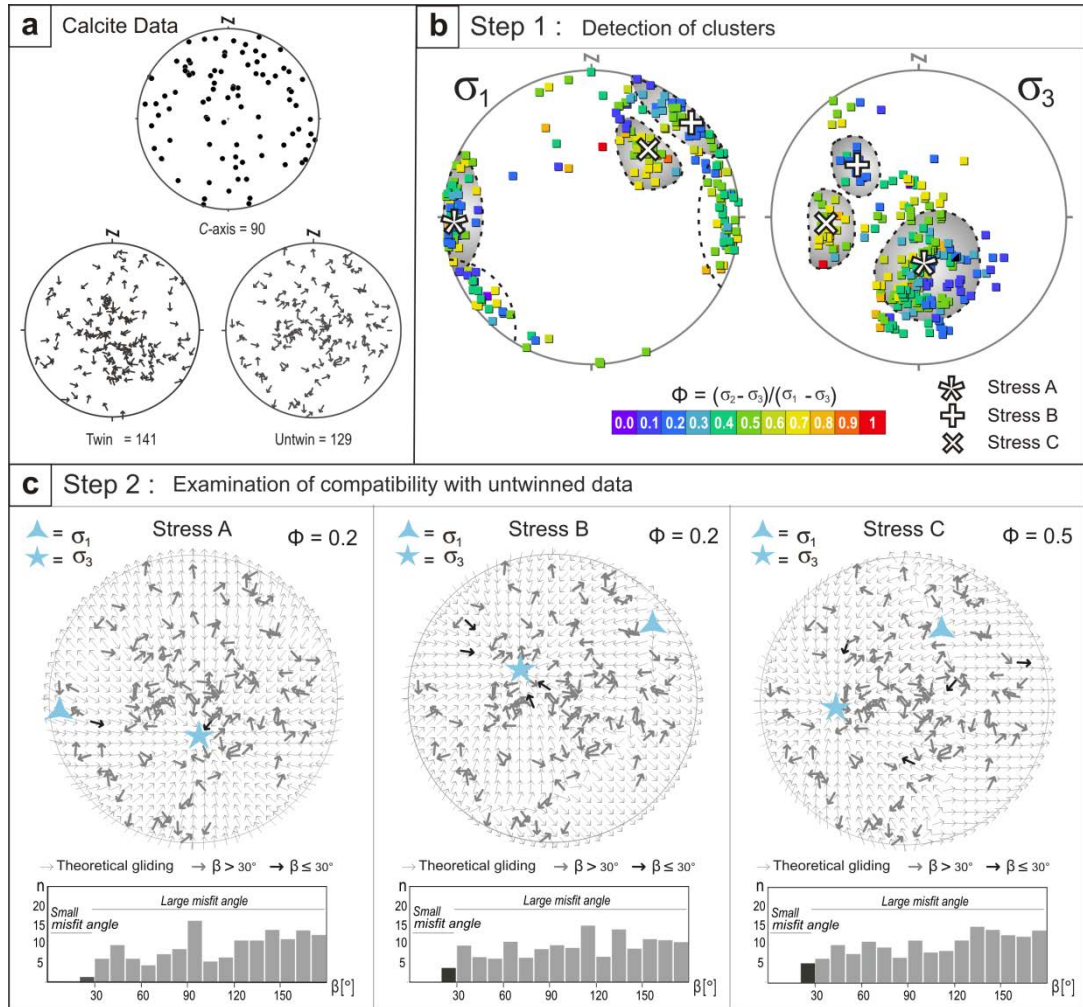 a Calcite Data
Z
C-axis = 90
Z
Z
Twin = 141
Untwin = 129
b Step 1 : Detection of clusters
Z
σ1
Z
σ3
Φ = (σ2 - σ3)/(σ1 - σ3)
0.0 0.1 0.2 0.3 0.4 0.5 0.6 0.7 0.8 0.9 1
Stress A
Stress B
Stress C
c Step 2 : Examination of compatibility with untwinned data
= σ1
= σ3
Stress A
Φ = 0.2
= σ1
= σ3
Stress B
Φ = 0.2
= σ1
= σ3
Stress C
Φ = 0.5
Theoretical gliding β > 30° β ≤ 30°
Theoretical gliding β > 30° β ≤ 30°
Theoretical gliding β > 30° β ≤ 30°
n
20
15
10
5
Large misfit angle
Small
misfit angle
30 90 120 150 β[°]
n
20
15
10
5
Large misfit angle
Small
misfit angle
30 90 120 150 β[°]
n
20
15
10
5
Large misfit angle
Small
misfit angle
30 90 120 150 β[°]